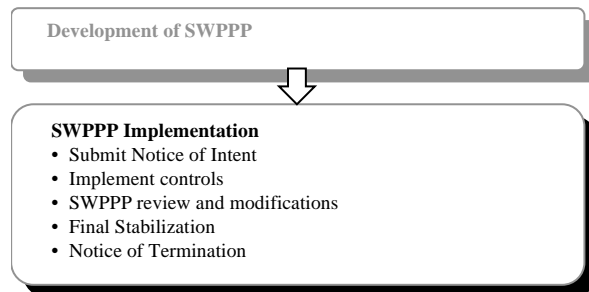 Development of SWPPP
SWPPP Implementation
• Submit Notice of Intent
• Implement controls
• SWPPP review and modifications
• Final Stabilization
• Notice of Termination